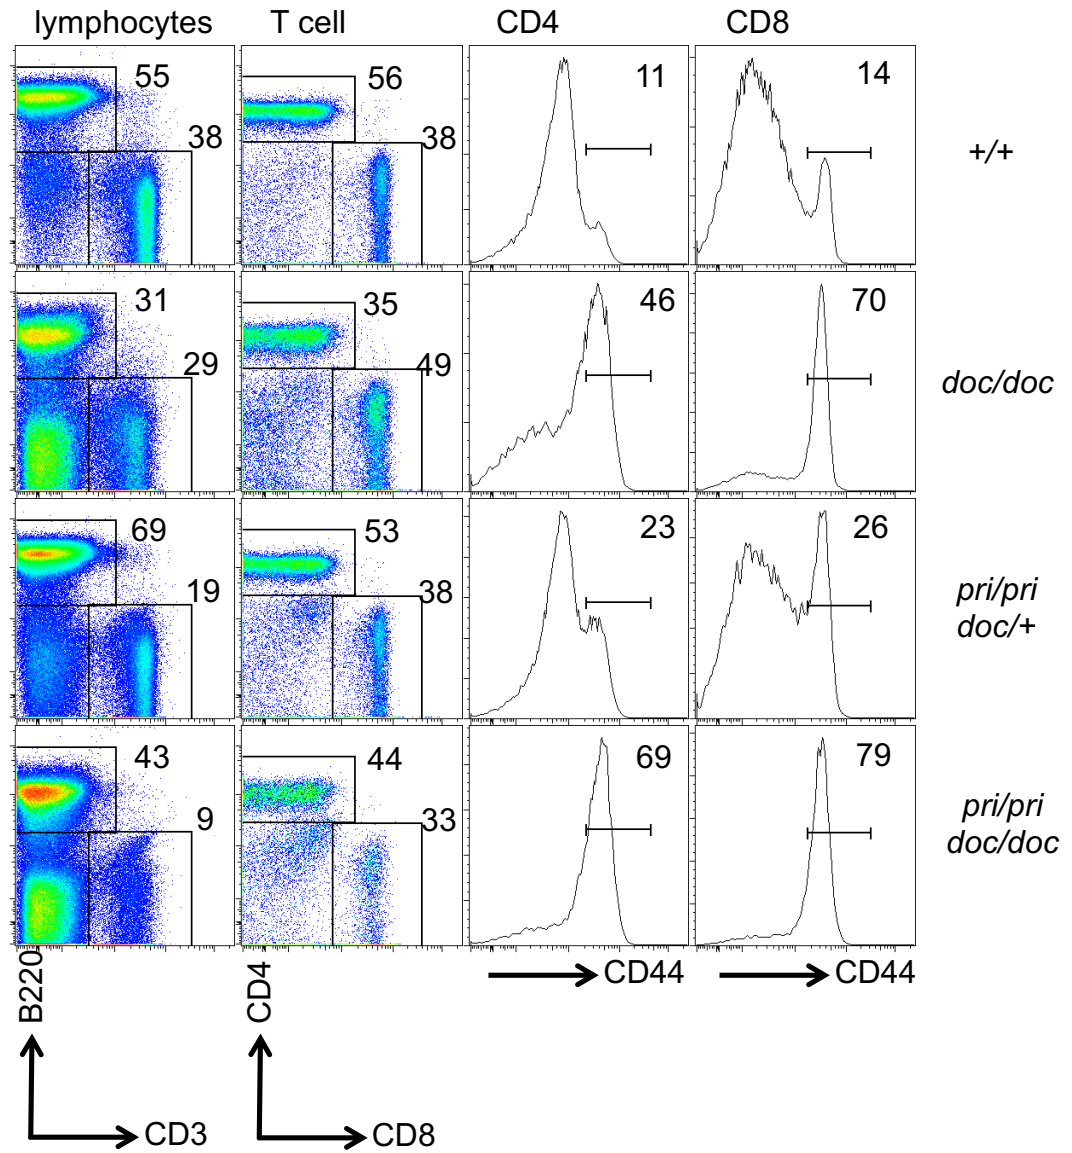 lymphocytes T cell CD4 CD8
55 56 11 14
38 38
+/+
31 35 46 70
29 49
doc/doc
69 53 23 26
19 38
pri/pri
doc/+
43 44 69 79
9 33
pri/pri
doc/doc
B220 CD4 CD44 CD44
CD3 CD8